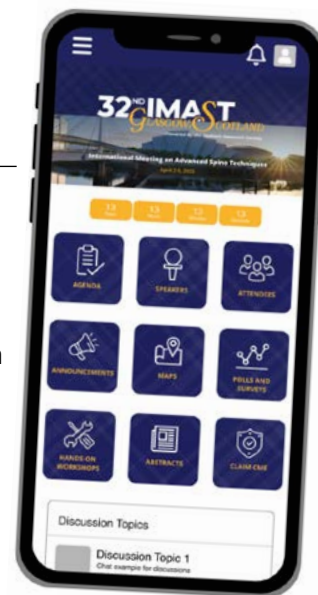 32ND IMAST
GLASGOW, SCOTLAND
International Meeting on Advanced Spine Techniques
AGENDA
SPEAKERS
ATTENDEES
ANNOUNCEMENTS
MAPS
POLLS AND
SURVEYS
HANDS-ON
WORKSHOPS
ABSTRACTS
CLAIM CME
Discussion Topics
Discussion Topic 1
Chat example for discussions